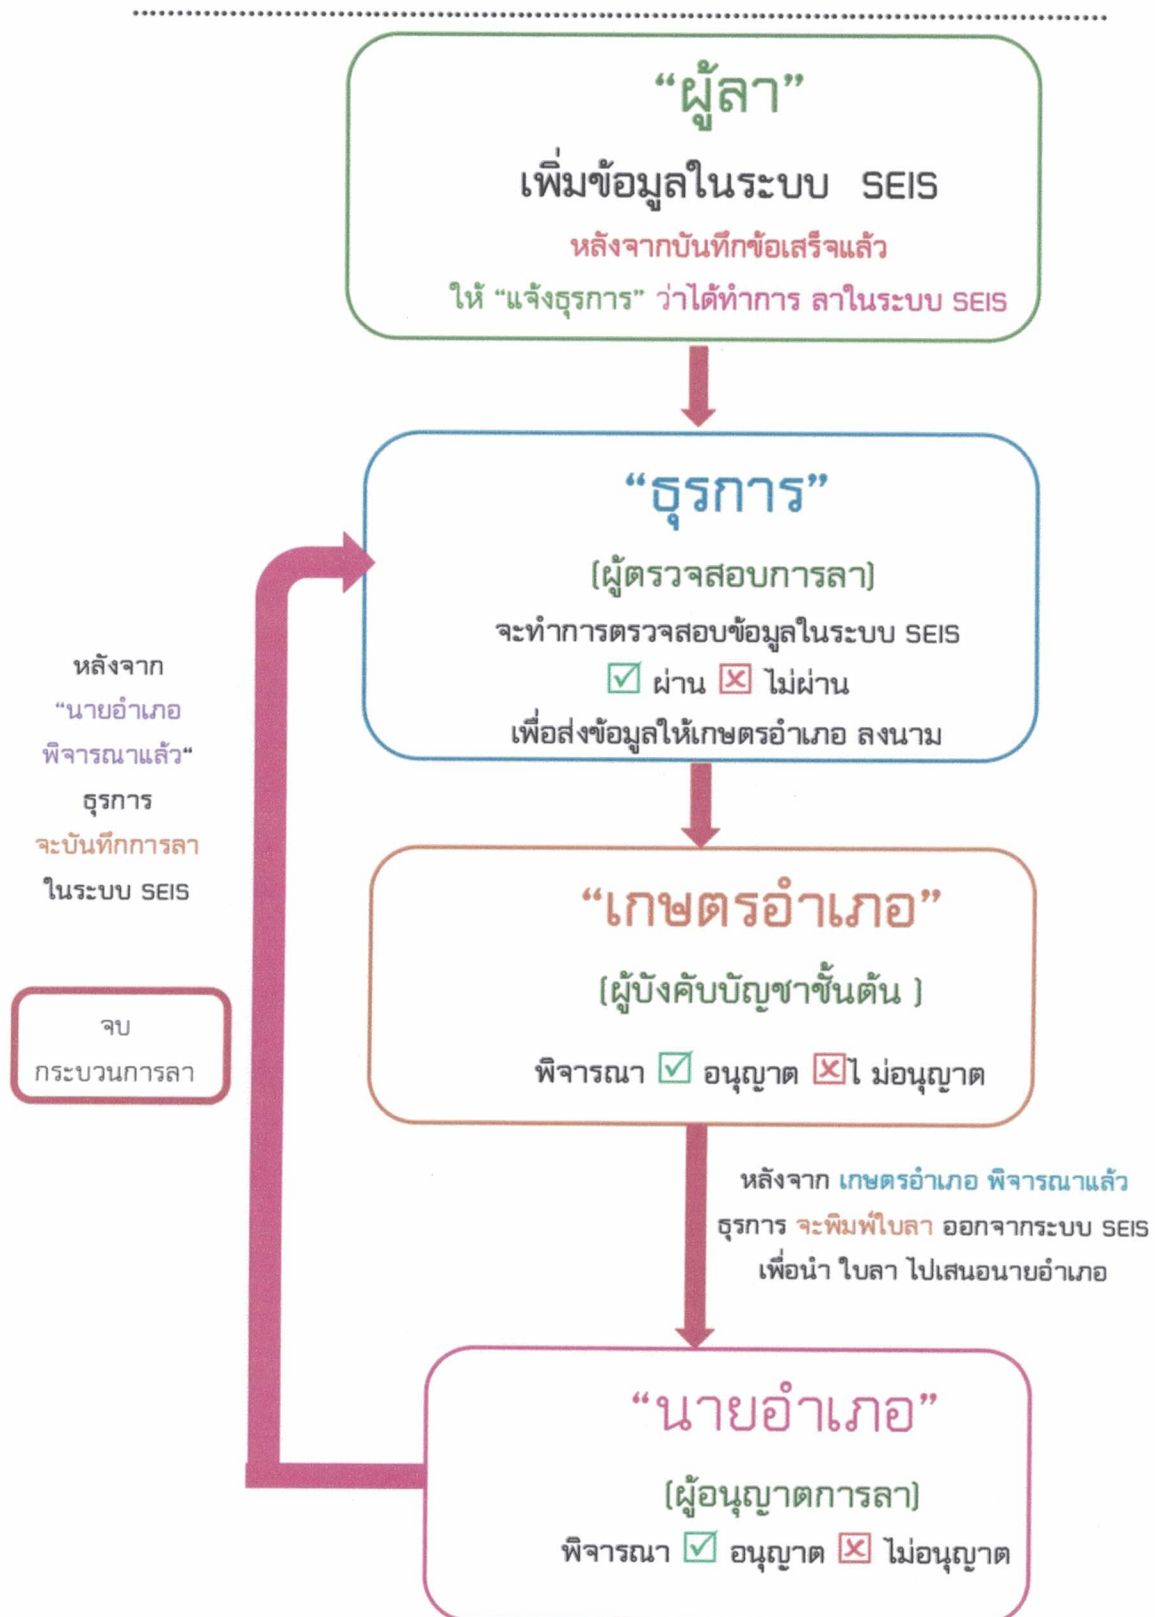 “ผู้ลา”
เพิ่มข้อมูลในระบบ SEIS
หลังจากบันทึกข้อเสร็จแล้ว
ให้ “แจ้งธุรการ” ว่าได้ทำการ ลาในระบบ SEIS
“ธุรการ”
(ผู้ตรวจสอบการลา)
จะทำการตรวจสอบข้อมูลในระบบ SEIS
☑ ผ่าน ☒ ไม่ผ่าน
เพื่อส่งข้อมูลให้เกษตรอำเภอ ลงนาม
หลังจาก
“นายอำเภอ
พิจารณาแล้ว“
ธุรการ
จะบันทึกการลา
ในระบบ SEIS
จบ
กระบวนการลา
“เกษตรอำเภอ”
(ผู้บังคับบัญชาชั้นต้น )
พิจารณา ☑ อนุญาต ☒ไ ม่อนุญาต
หลังจาก เกษตรอำเภอ พิจารณาแล้ว
ธุรการ จะพิมพ์ใบลา ออกจากระบบ SEIS
เพื่อนำ ใบลา ไปเสนอนายอำเภอ
“นายอำเภอ”
(ผู้อนุญาตการลา)
พิจารณา ☑ อนุญาต ☒ ไม่อนุญาต